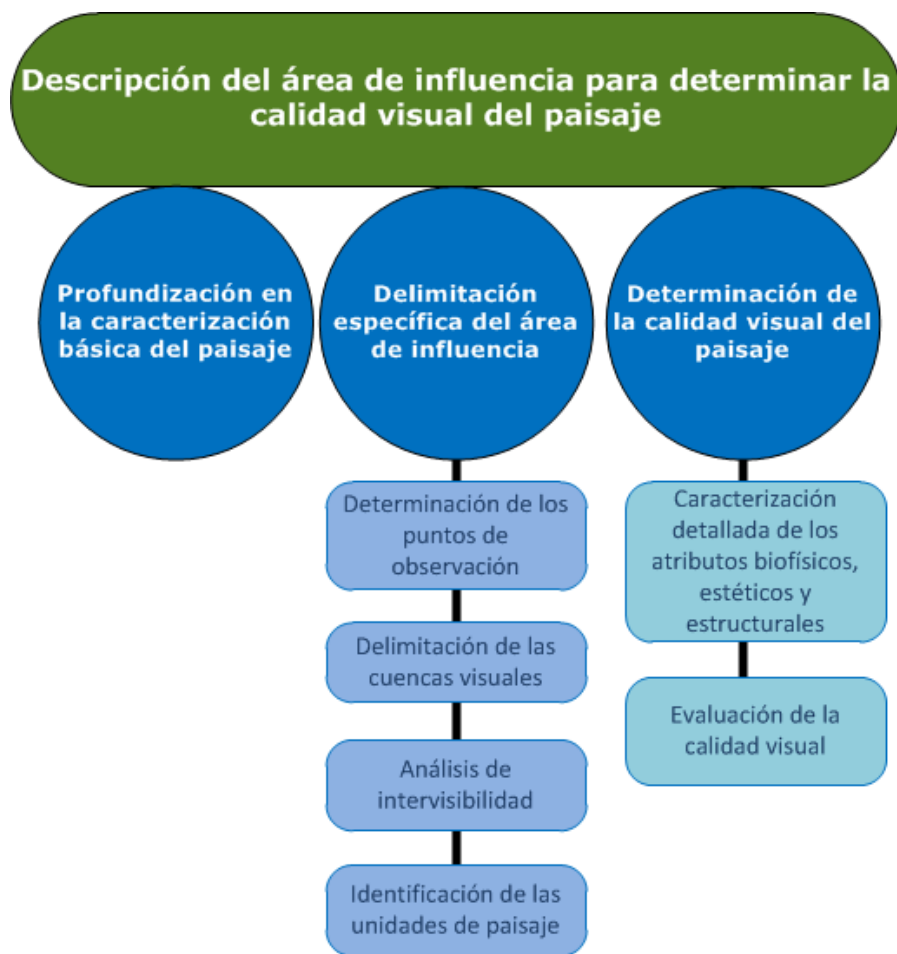 Descripción del área de influencia para determinar la
calidad visual del paisaje
Profundización en
la caracterización
básica del paisaje
Delimitación
específica del área
de influencia
Determinación de los
puntos de
observación
Delimitación de las
cuencas visuales
Análisis de
intervisibilidad
Identificación de las
unidades de paisaje
Determinación de
la calidad visual del
paisaje
Caracterización
detallada de los
atributos biofísicos,
estéticos y
estructurales
Evaluación de la
calidad visual